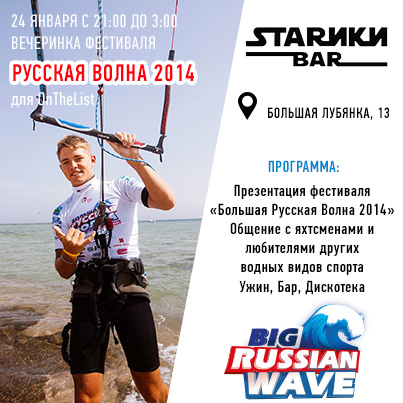 24 ЯНВАРЯ С 21:00 ДО 3:00
ВЕЧЕРИНКА ФЕСТИВАЛЯ
РУССКАЯ ВОЛНА 2014
для OnTheList
STARИКИ
BAR
БОЛЬШАЯ ЛУБЯНКА, 13
ПРОГРАММА:
Презентация фестиваля
«Большая Русская Волна 2014»
Общение с яхтсменами и
любителями других
водных видов спорта
Ужин, Бар, Дискотека
BIG
RUSSIAN
WAVE